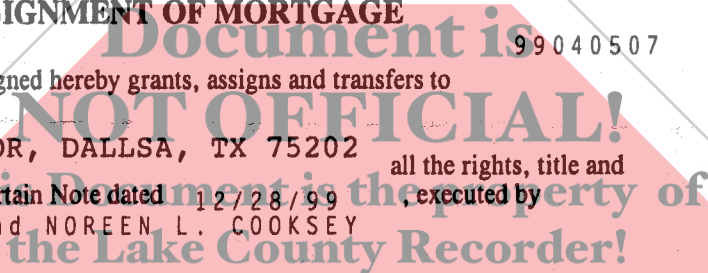 SIGNMENT OF MORTGAGE
Document is
99040507
gned hereby grants, assigns and transfers to
NOT OFFICIAL!
OR, DALLSA, TX 75202
all the rights, title and
rtain Note dated 12/28/99 , executed by
Document is the property of
nd NOREEN L. COOKSEY
the Lake County Recorder!